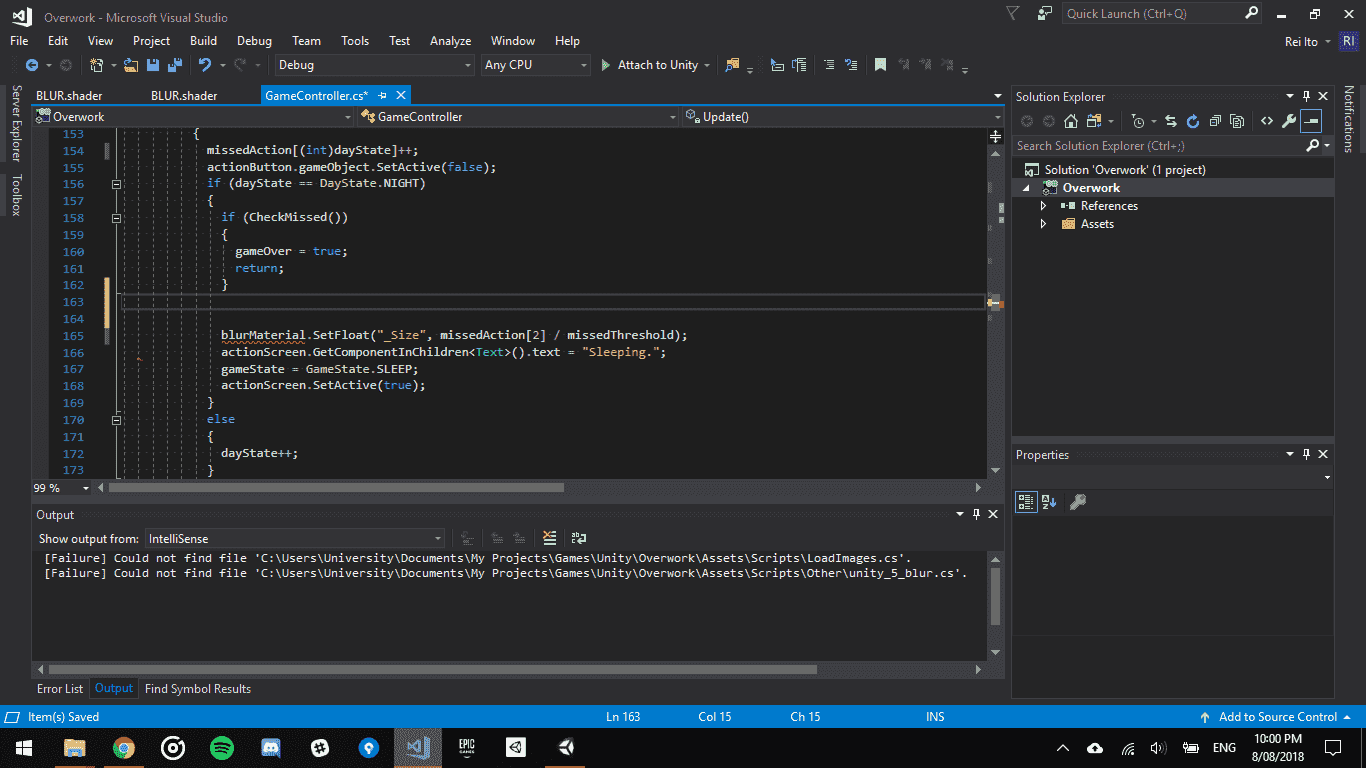 Overwork - Microsoft Visual Studio
Quick Launch (Ctrl+Q)
File Edit View Project Build Debug Team Tools Test Analyze Window Help
Rei Ito RI
Debug Any CPU Attach to Unity
Server Explorer
Toolbox
BLUR.shader BLUR.shader GameController.cs*
Overwork GameController Update()
153 {
154 missedAction[(int)dayState]++;
155 actionButton.gameObject.SetActive(false);
156 if (dayState == DayState.NIGHT)
157 {
158 if (CheckMissed())
159 {
160 gameOver = true;
161 return;
162 }
163
164
165 blurMaterial.SetFloat("_Size", missedAction[2] / missedThreshold);
166 actionScreen.GetComponentInChildren<Text>().text = "Sleeping.";
167 gameState = GameState.SLEEP;
168 actionScreen.SetActive(true);
169 }
170 else
171 {
172 dayState++;
173 }
99 %
Output
Show output from: IntelliSense
[Failure] Could not find file 'C:\Users\University\Documents\My Projects\Games\Unity\Overwork\Assets\Scripts\LoadImages.cs'.
[Failure] Could not find file 'C:\Users\University\Documents\My Projects\Games\Unity\Overwork\Assets\Scripts\Other\unity_5_blur.cs'.
Error List Output Find Symbol Results
Solution Explorer
Search Solution Explorer (Ctrl+;)
Solution 'Overwork' (1 project)
Overwork
References
Assets
Properties
Notifications
Item(s) Saved Ln 163 Col 15 Ch 15 INS Add to Source Control
EPIC
GAMES
ENG
10:00 PM
8/08/2018